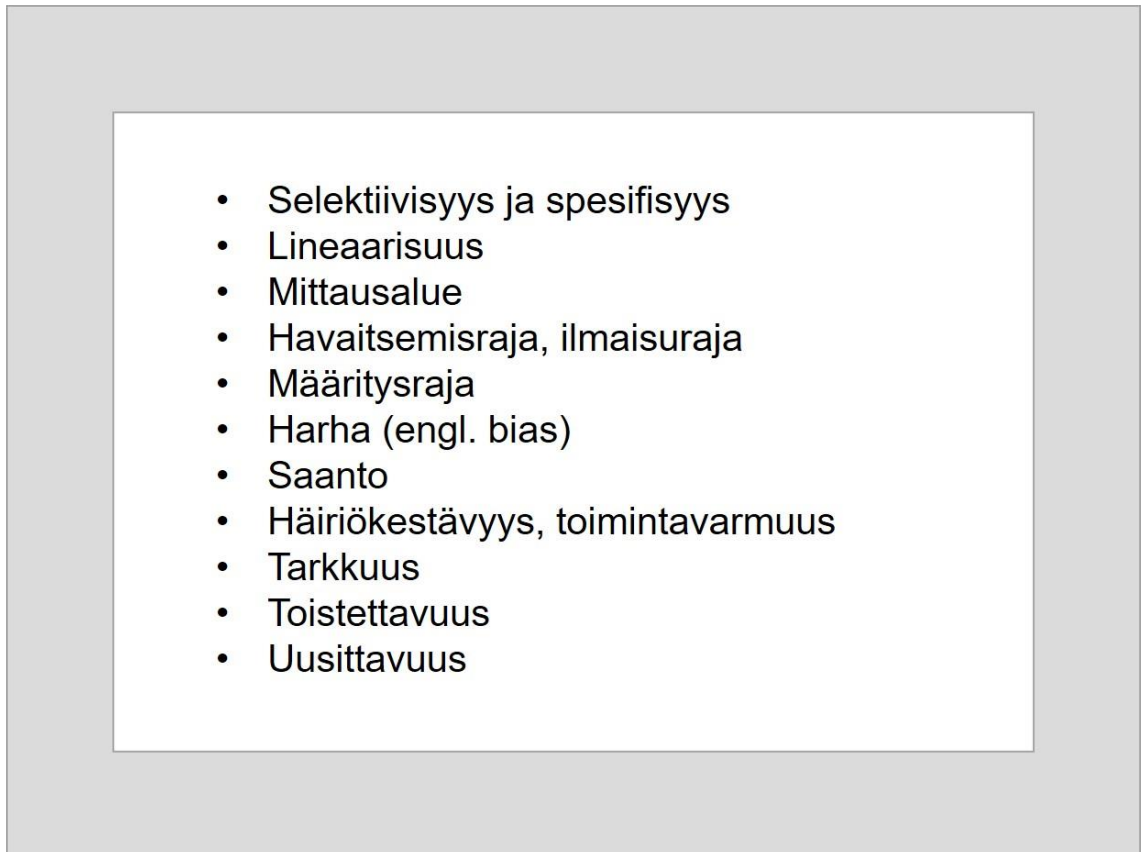 • Selektiivisyys ja spesifisyys
• Lineaarisuus
• Mittausalue
• Havaitsemisraja, ilmaisuraja
• Määritysraja
• Harha (engl. bias)
• Saanto
• Häiriökestävyys, toimintavarmuus
• Tarkkuus
• Toistettavuus
• Uusittavuus